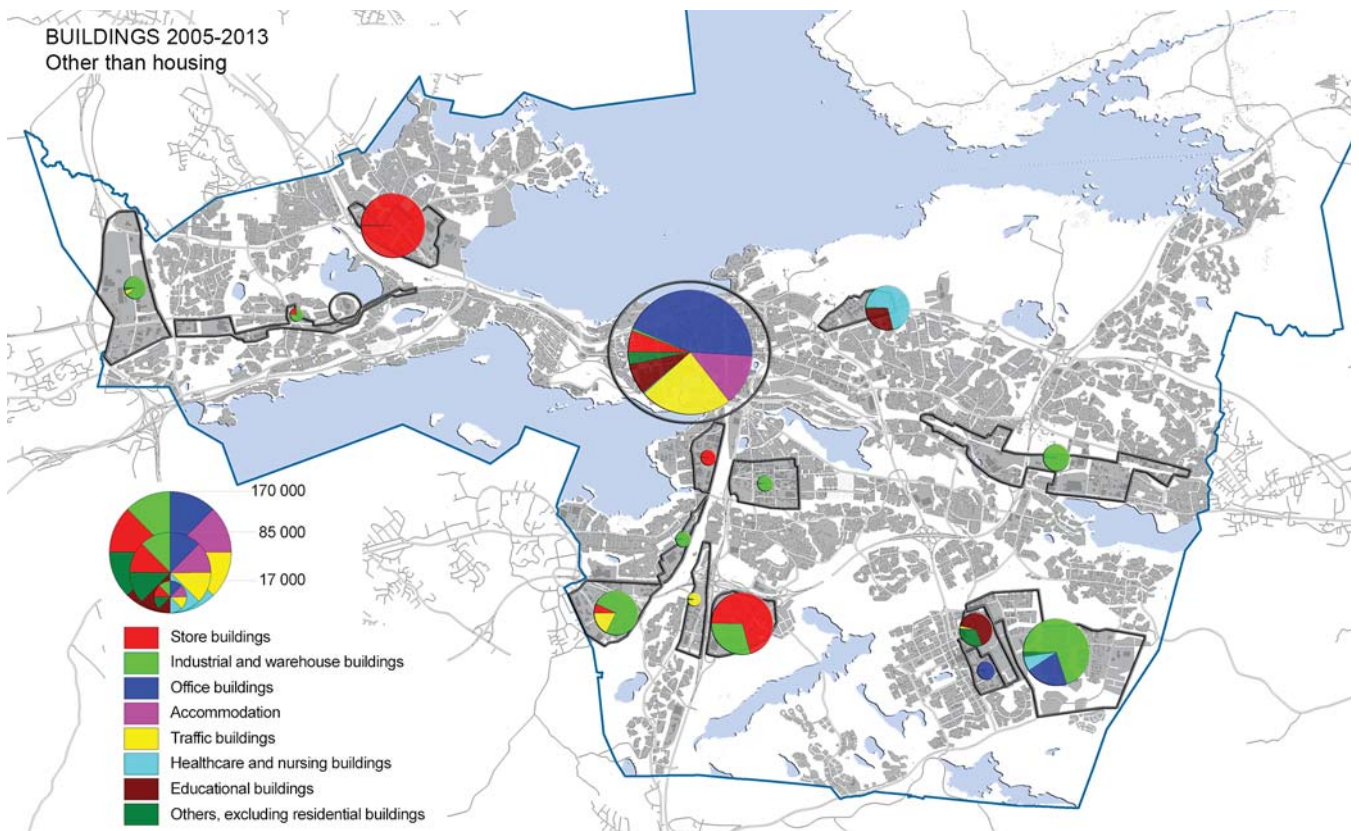 BUILDINGS 2005-2013
Other than housing
170 000
85 000
17 000
Store buildings
Industrial and warehouse buildings
Office buildings
Accommodation
Traffic buildings
Healthcare and nursing buildings
Educational buildings
Others, excluding residential buildings